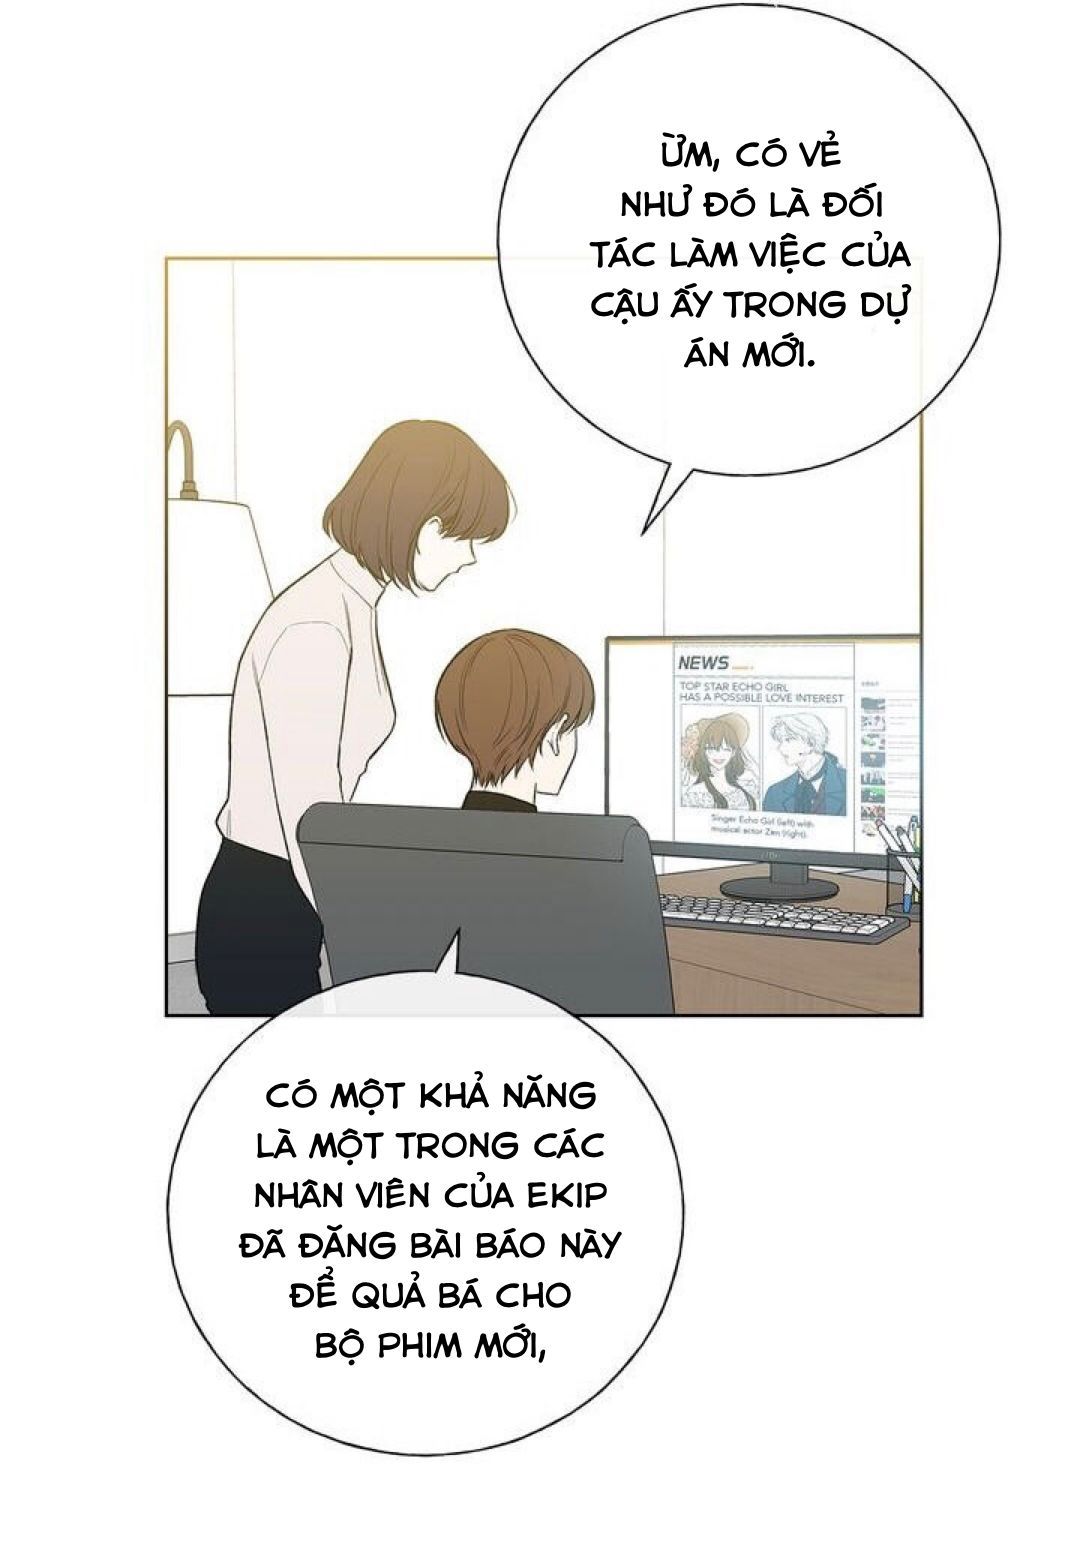 ỪM, CÓ VẺ
NHƯ ĐÓ LÀ ĐỐI
TÁC LÀM VIỆC CỦA
CẬU ẤY TRONG DỰ
ÁN MỚI.
NEWS
TOP STAR ECHO GIRL
HAS A POSSIBLE LOVE INTEREST
Singer Echo Girl (left) with
musical actor Zen (right).
CÓ MỘT KHẢ NĂNG
LÀ MỘT TRONG CÁC
NHÂN VIÊN CỦA EKIP
ĐÃ ĐĂNG BÀI BÁO NÀY
ĐỂ QUẢ BÁ CHO
BỘ PHIM MỚI,